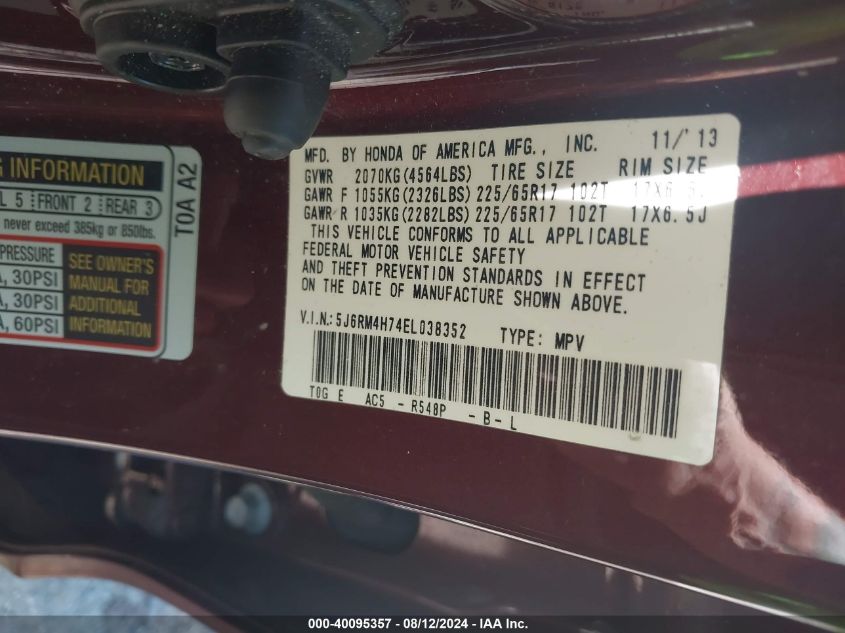 G INFORMATION
L 5 FRONT 2 REAR 3
never exceed 385kg or 850lbs.
PRESSURE
A, 30PSI
A, 30PSI
A, 60PSI
SEE OWNER'S
MANUAL FOR
ADDITIONAL
INFORMATION
T0A A2
MFD. BY HONDA OF AMERICA MFG., INC. 11/'13
GVWR 2070KG(4564LBS) TIRE SIZE RIM SIZE
GAWR F 1055KG(2326LBS) 225/65R17 102T 17X6.
GAWR R 1035KG(2282LBS) 225/65R17 102T 17X6.5J
THIS VEHICLE CONFORMS TO ALL APPLICABLE
FEDERAL MOTOR VEHICLE SAFETY
AND THEFT PREVENTION STANDARDS IN EFFECT
ON THE DATE OF MANUFACTURE SHOWN ABOVE.
V.I.N.: 5J6RM4H74EL038352 TYPE: MPV
T0G E AC5 - R548P - B - L
000-40095357 - 08/12/2024 - IAA Inc.